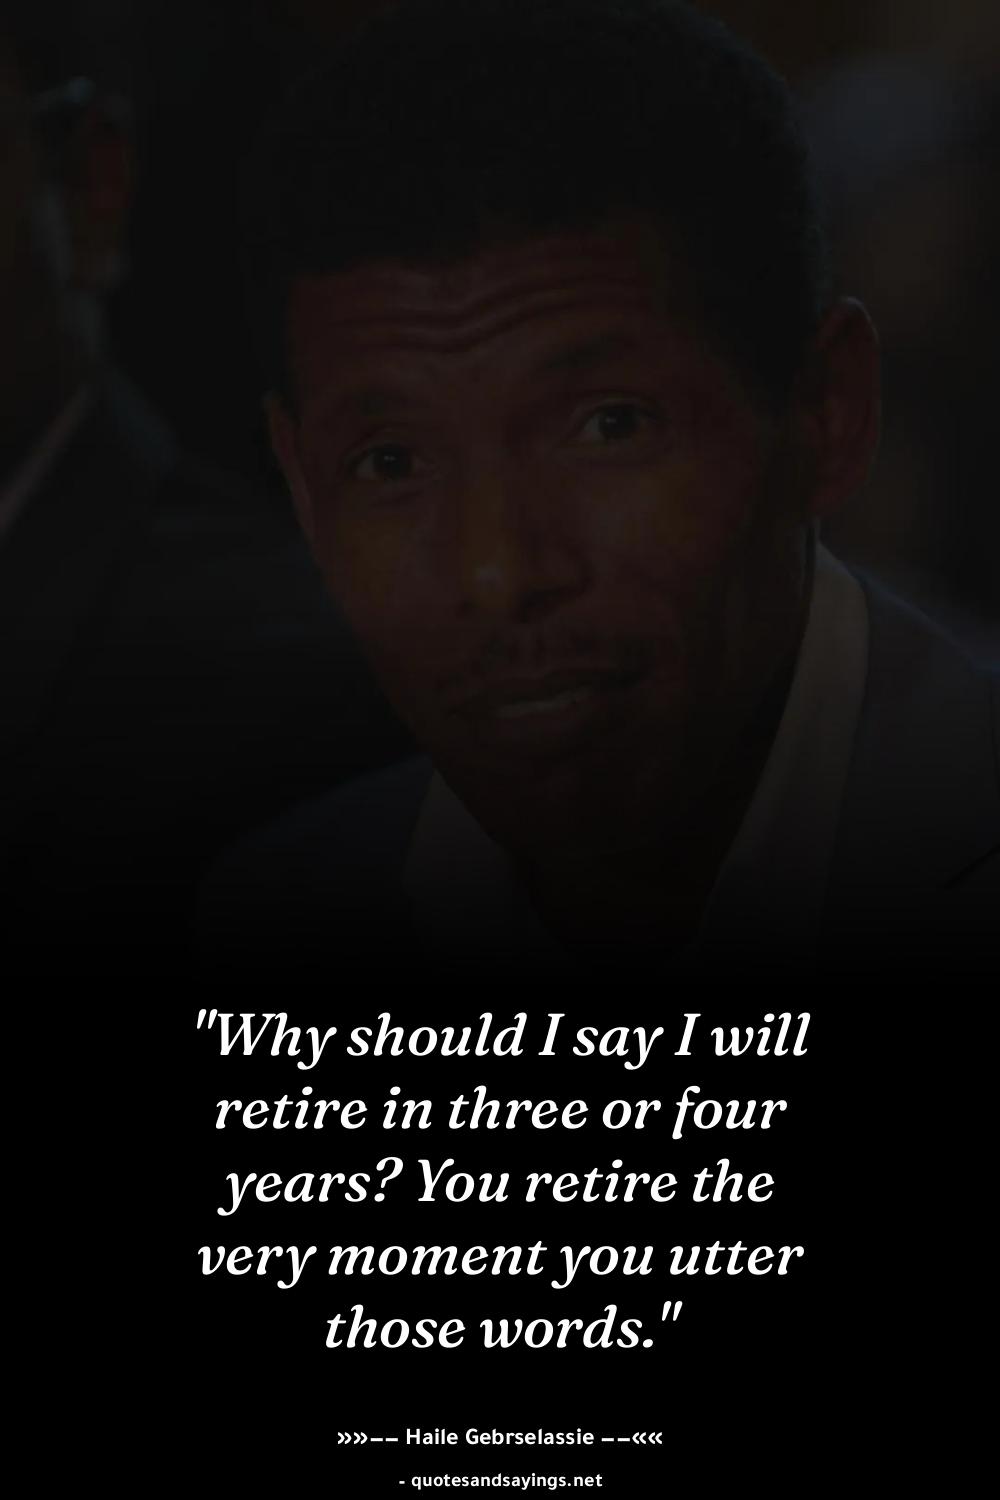 "Why should I say I will
retire in three or four
years? You retire the
very moment you utter
those words."
»»−− Haile Gebrselassie −−««
- quotesandsayings.net